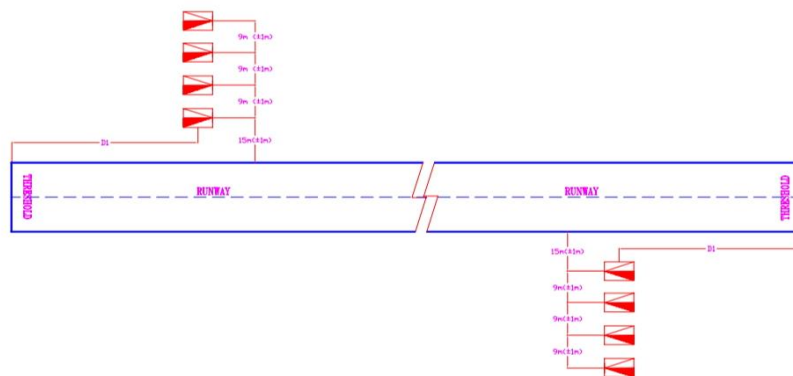 9m (±1m)
9m (±1m)
9m (±1m)
15m(±1m)
D1
THRESHOLD
RUNWAY
RUNWAY
THRESHOLD
15m(±1m)
D1
9m(±1m)
9m(±1m)
9m(±1m)